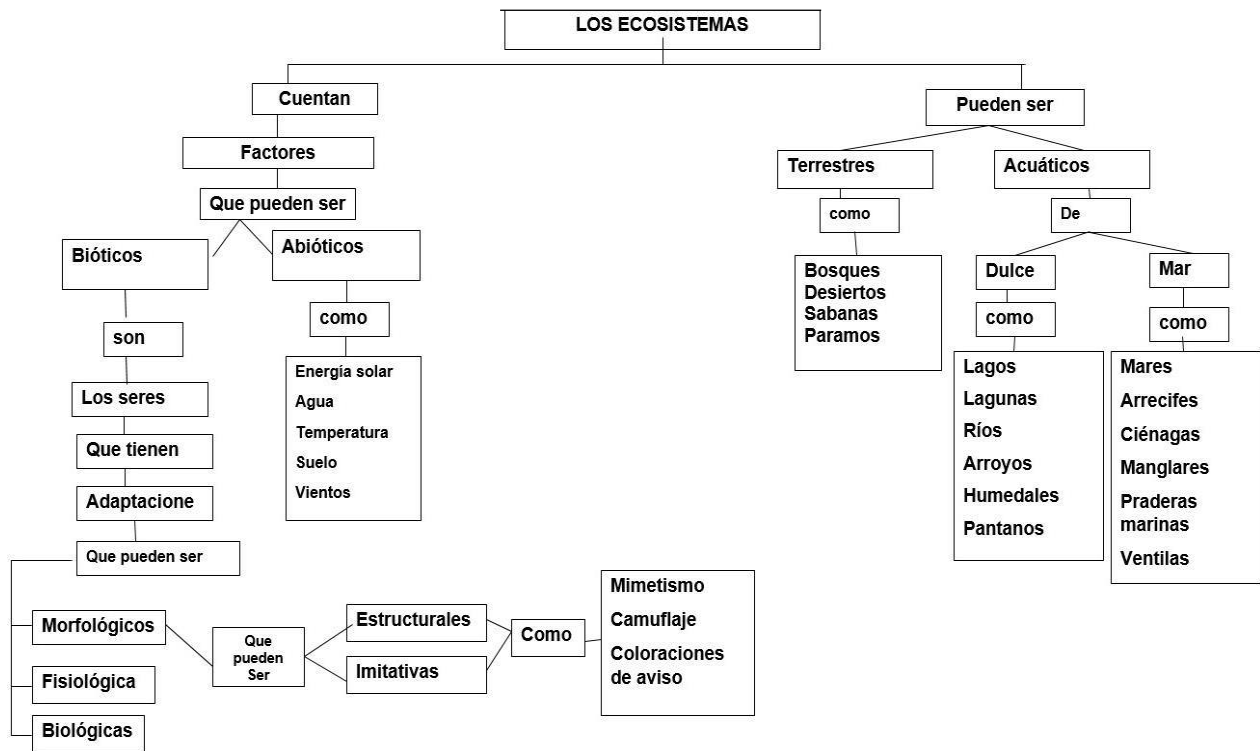 LOS ECOSISTEMAS
Cuentan
Factores
Que pueden ser
Bióticos
Abióticos
son
Los seres
Que tienen
Adaptacione
Que pueden ser
como
Energía solar
Agua
Temperatura
Suelo
Vientos
Morfológicos
Fisiológica
Biológicas
Que
pueden
Ser
Estructurales
Imitativas
Como
Mimetismo
Camuflaje
Coloraciones
de aviso
Pueden ser
Terrestres
como
Bosques
Desiertos
Sabanas
Paramos
Acuáticos
De
Dulce
como
Lagos
Lagunas
Ríos
Arroyos
Humedales
Pantanos
Mar
como
Mares
Arrecifes
Ciénagas
Manglares
Praderas
marinas
Ventilas